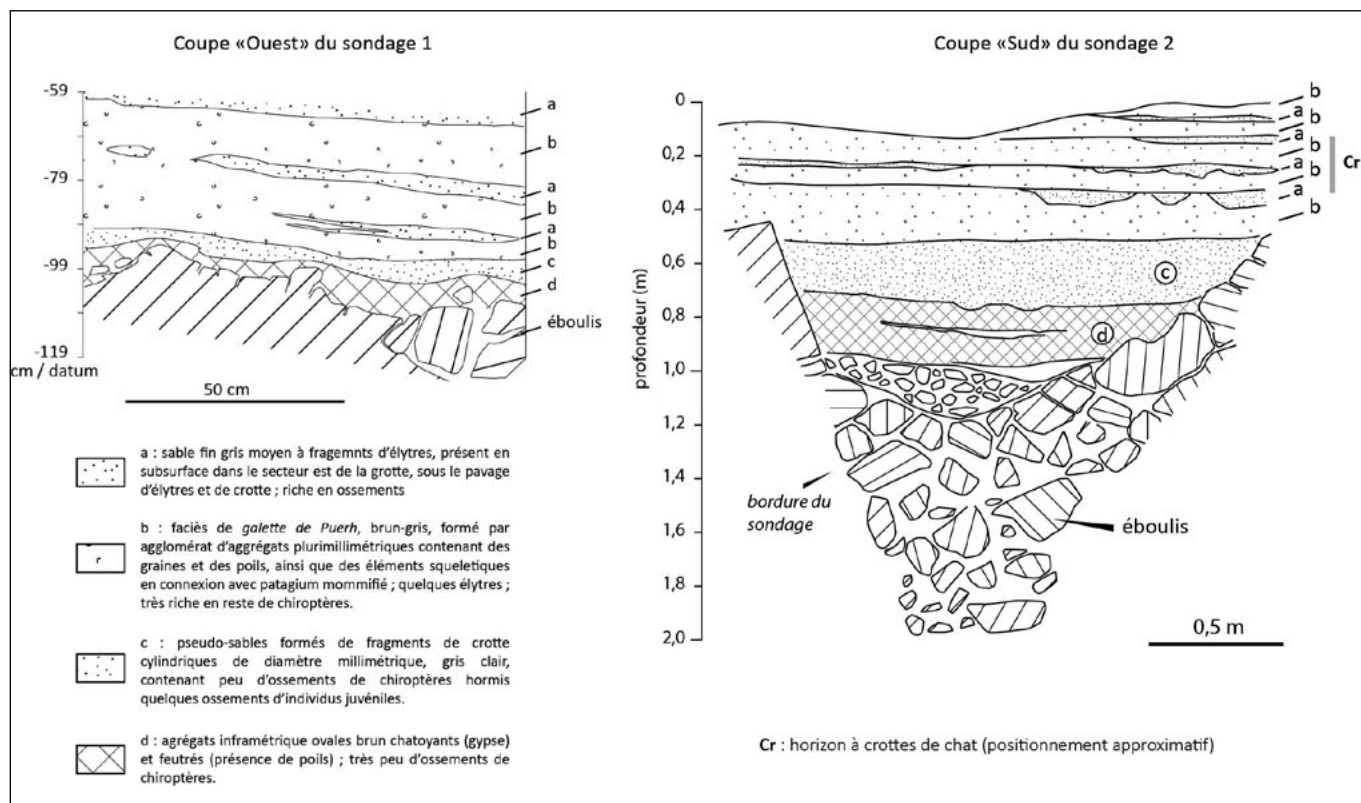 Coupe «Ouest» du sondage 1
-59
-79
-99
-119
cm / datum
a
b
a
b
a
b
c
d
éboulis
50 cm
a : sable fin gris moyen à fragemnts d'élytres, présent en
subsurface dans le secteur est de la grotte, sous le pavage
d'élytres et de crotte ; riche en ossements
b : faciès de galette de Puerh, brun-gris, formé par
agglomérat d'aggrégats plurimillimétriques contenant des
graines et des poils, ainsi que des éléments squeletiques
en connexion avec patagium mommifié ; quelques élytres ;
très riche en reste de chiroptères.
c : pseudo-sables formés de fragments de crotte
cylindriques de diamètre millimétrique, gris clair,
contenant peu d'ossements de chiroptères hormis
quelques ossements d'individus juvéniles.
d : agrégats inframétrique ovales brun chatoyants (gypse)
et feutrés (présence de poils) ; très peu d'ossements de
chiroptères.
Coupe «Sud» du sondage 2
profondeur (m)
0
0,2
0,4
0,6
0,8
1,0
1,2
1,4
1,6
1,8
2,0
b
a
b
a
b
a
b
a
b
Cr
c
d
bordure du
sondage
éboulis
0,5 m
Cr : horizon à crottes de chat (positionnement approximatif)